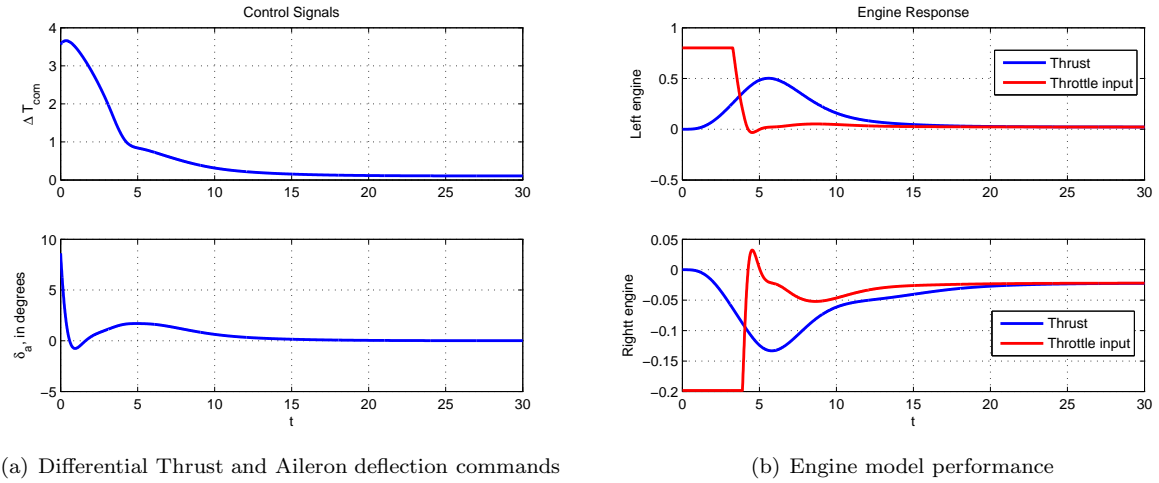 Control Signals
4
3
2
1
0
Δ T_com
0 5 10 15 20 25 30
10
5
0
−5
δ_a, in degrees
0 5 10 15 20 25 30
t
(a) Differential Thrust and Aileron deflection commands
Engine Response
1
0.5
0
−0.5
Left engine
Thrust
Throttle input
0 5 10 15 20 25 30
0.05
0
−0.05
−0.1
−0.15
−0.2
Rightt engine
Thrust
Throttle input
0 5 10 15 20 25 30
t
(b) Engine model performance